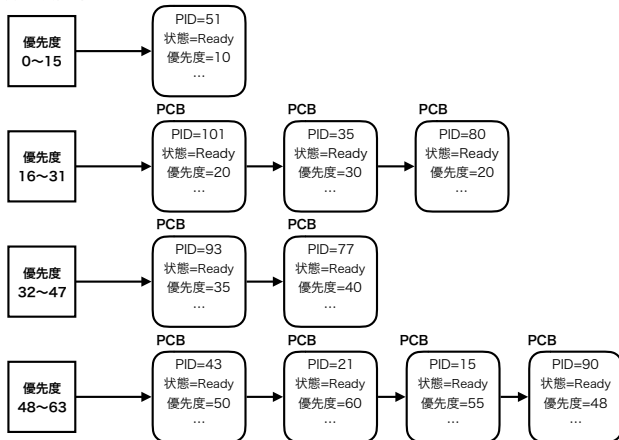 優先度
0〜15
PID=51
状態=Ready
優先度=10
…
優先度
16〜31
PCB
PID=101
状態=Ready
優先度=20
…
PCB
PID=35
状態=Ready
優先度=30
…
PCB
PID=80
状態=Ready
優先度=20
…
優先度
32〜47
PCB
PID=93
状態=Ready
優先度=35
…
PCB
PID=77
状態=Ready
優先度=40
…
優先度
48〜63
PCB
PID=43
状態=Ready
優先度=50
…
PCB
PID=21
状態=Ready
優先度=60
…
PCB
PID=15
状態=Ready
優先度=55
…
PCB
PID=90
状態=Ready
優先度=48
…